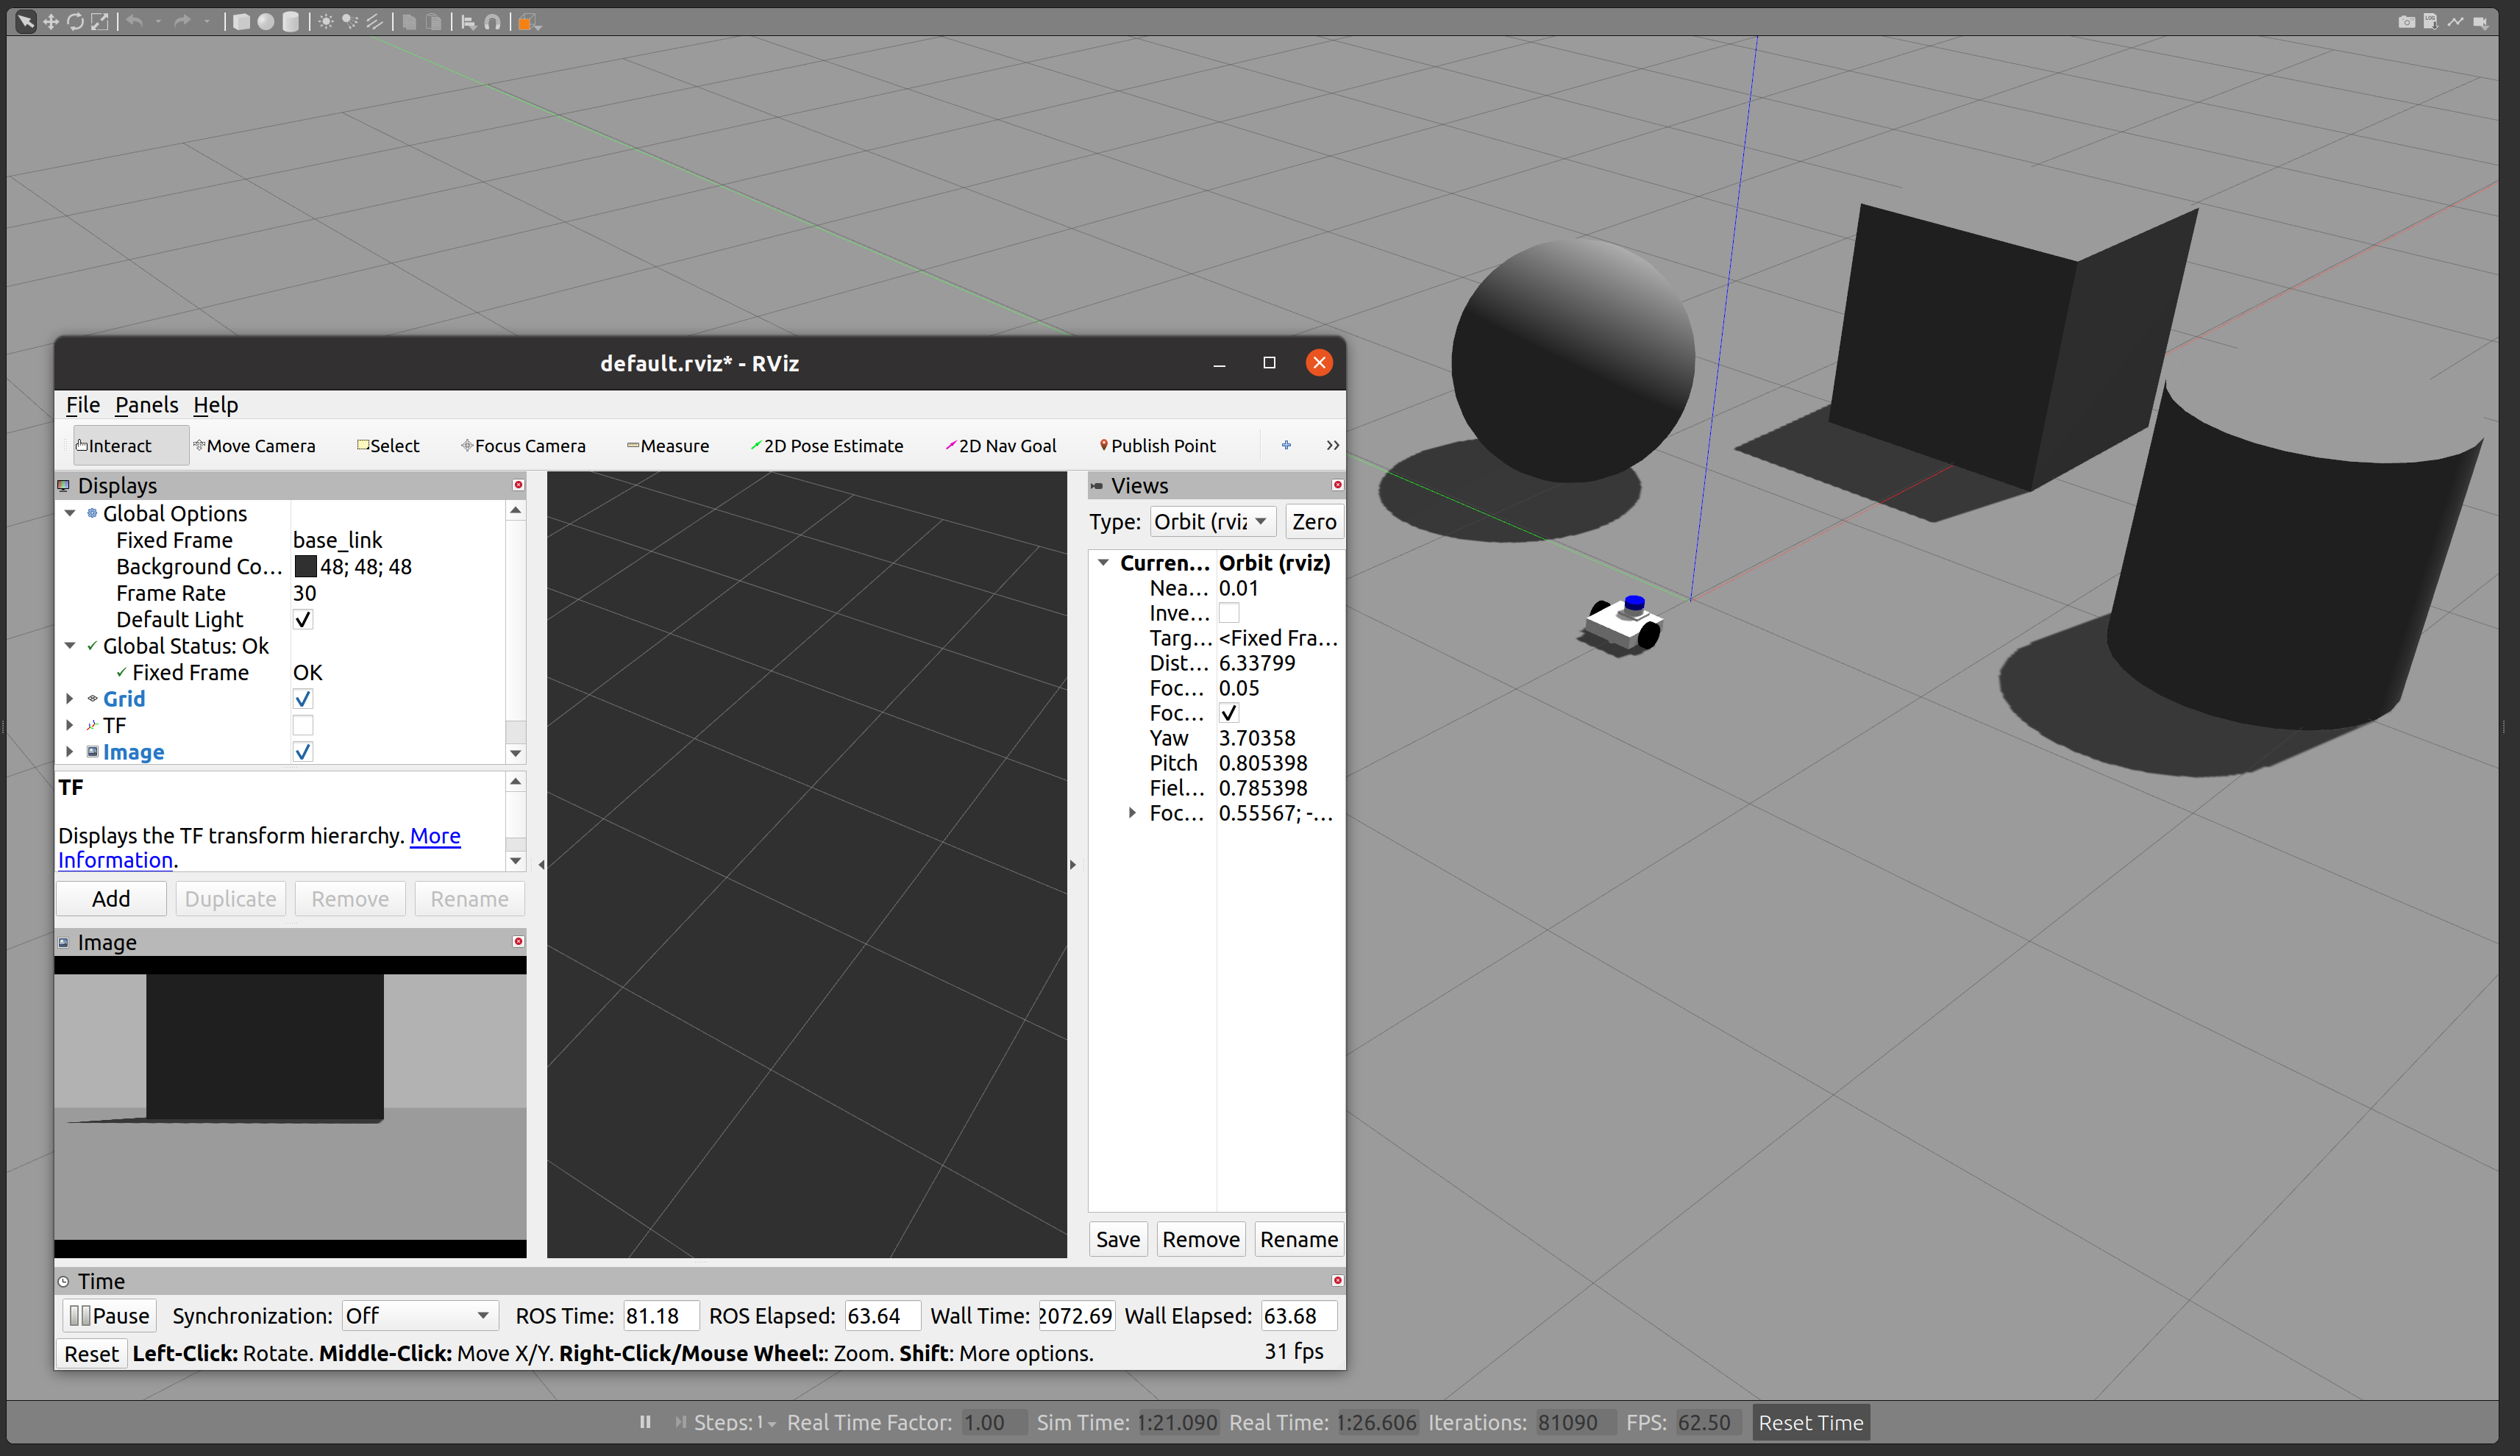 default.rviz* - RViz
File Panels Help
Interact Move Camera Select Focus Camera Measure 2D Pose Estimate 2D Nav Goal Publish Point
Displays
Global Options
Fixed Frame base_link
Background Co... 48; 48; 48
Frame Rate 30
Default Light
Global Status: Ok
Fixed Frame OK
Grid
TF
Image
TF
Displays the TF transform hierarchy. More
Information.
Add Duplicate Remove Rename
Image
Views
Type: Orbit (rviz Zero
Curren... Orbit (rviz)
Nea... 0.01
Inve...
Targ... <Fixed Fra...
Dist... 6.33799
Foc... 0.05
Foc...
Yaw 3.70358
Pitch 0.805398
Fiel... 0.785398
Foc... 0.55567; -...
Save Remove Rename
Time
Pause Synchronization: Off ROS Time: 81.18 ROS Elapsed: 63.64 Wall Time: 2072.69 Wall Elapsed: 63.68
Reset Left-Click: Rotate. Middle-Click: Move X/Y. Right-Click/Mouse Wheel:: Zoom. Shift: More options. 31 fps
Steps: 1 Real Time Factor: 1.00 Sim Time: 1:21.090 Real Time: 1:26.606 Iterations: 81090 FPS: 62.50 Reset Time